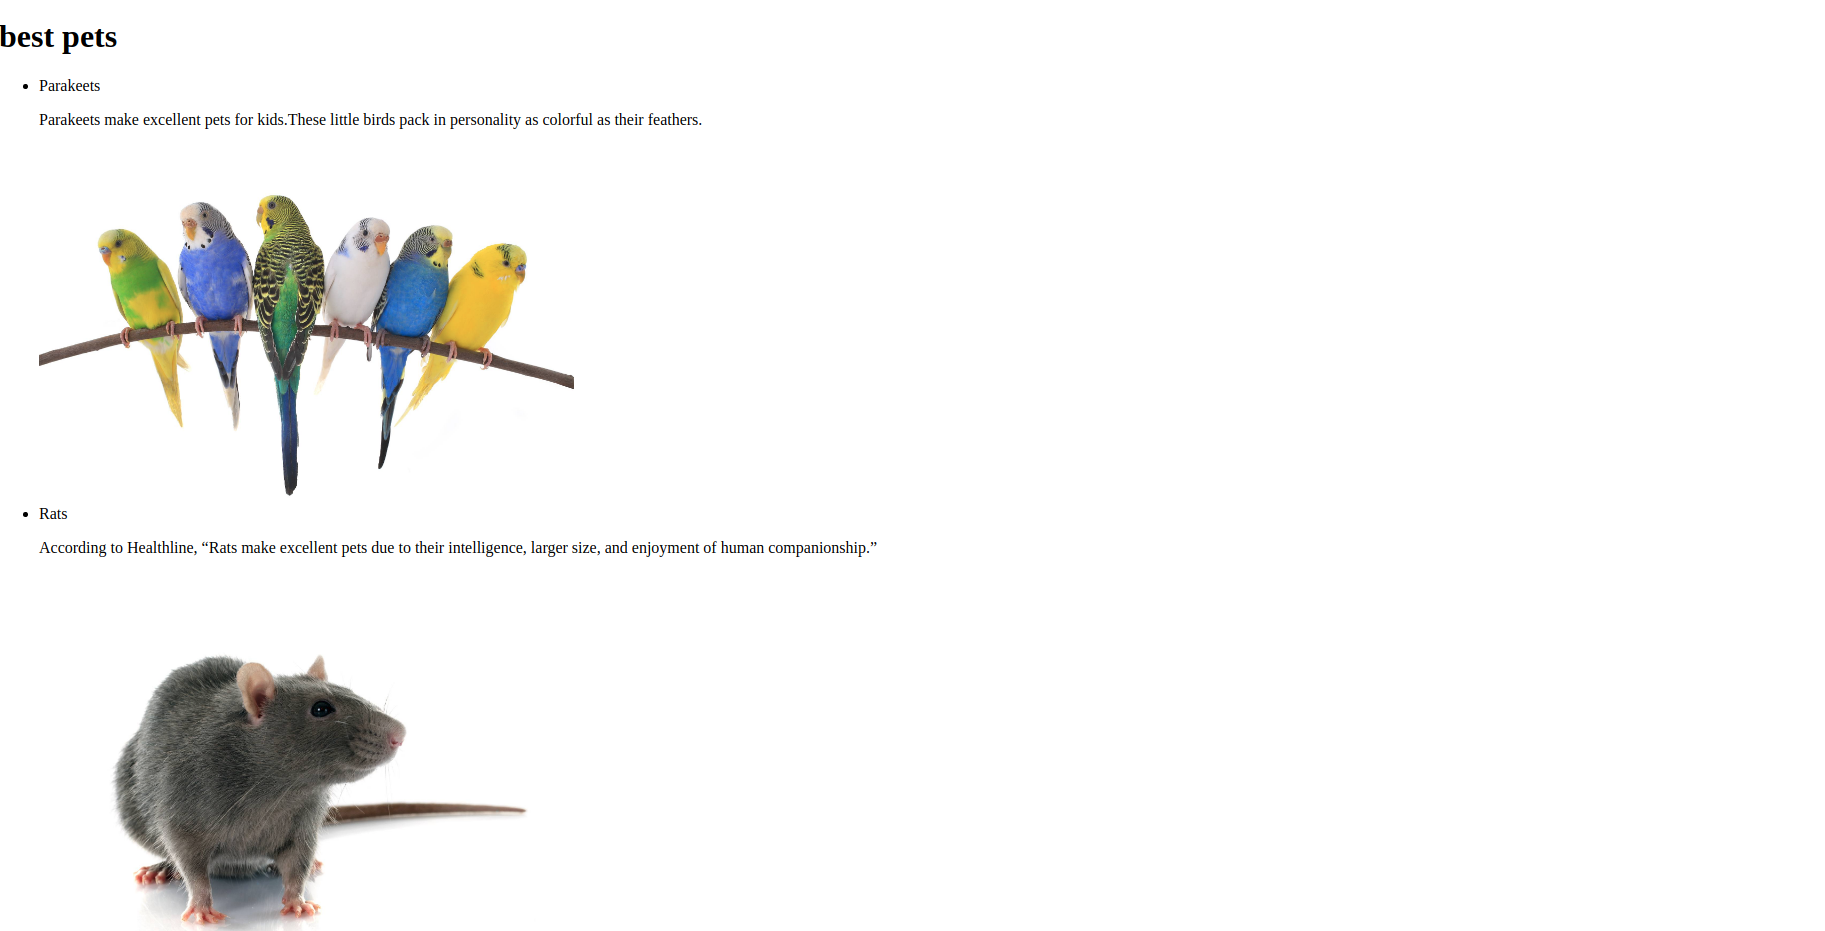 best pets
Parakeets
Parakeets make excellent pets for kids.These little birds pack in personality as colorful as their feathers.
Rats
According to Healthline, “Rats make excellent pets due to their intelligence, larger size, and enjoyment of human companionship.”